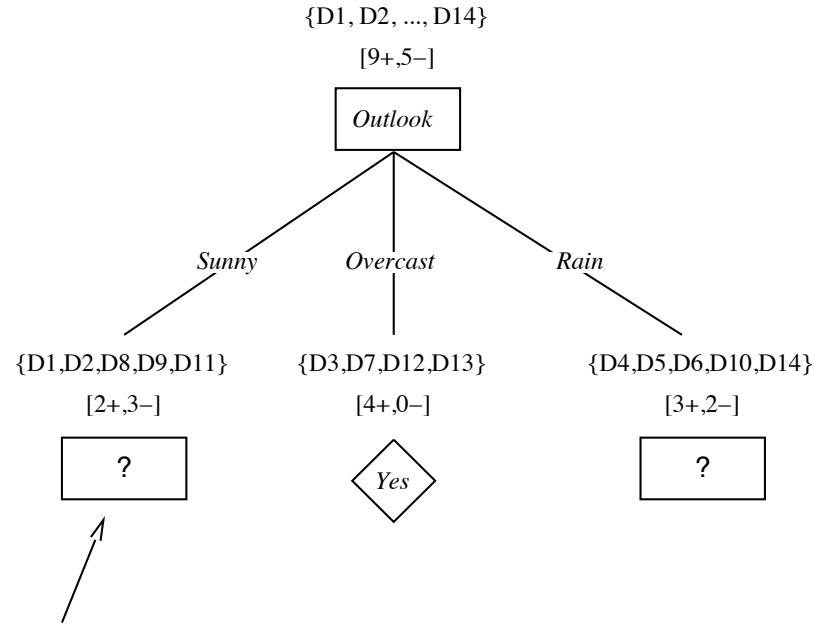 {D1, D2, ..., D14}
[9+,5–]
Outlook
Sunny
Overcast
Rain
{D1,D2,D8,D9,D11}
{D3,D7,D12,D13}
{D4,D5,D6,D10,D14}
[2+,3–]
[4+,0–]
[3+,2–]
?
Yes
?